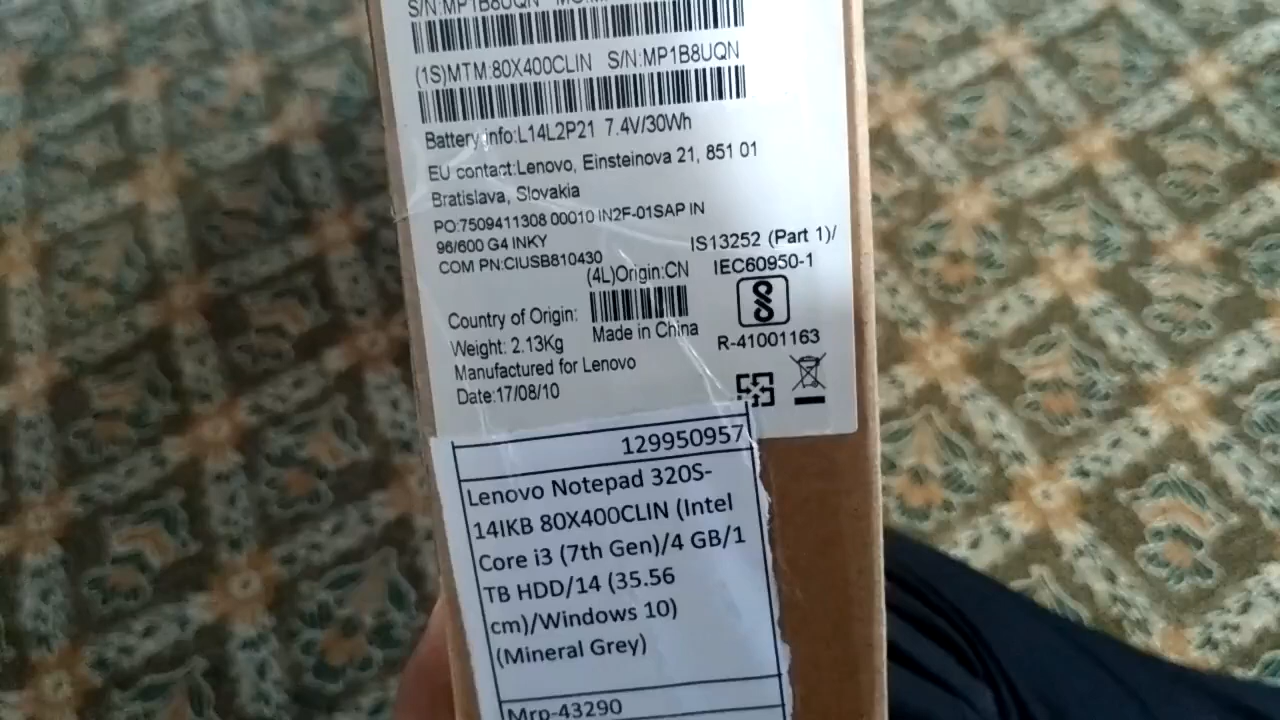 S/N:MP1B8UQN
(1S)MTM:80X400CLIN S/N:MP1B8UQN
Battery info:L14L2P21 7.4V/30Wh
EU contact:Lenovo, Einsteinova 21, 851 01
Bratislava, Slovakia
PO:7509411308 00010 IN2F-01SAP IN
96/600 G4 INKY
COM PN:CIUSB810430
IS13252 (Part 1)/
IEC60950-1
(4L)Origin:CN
Country of Origin:
Made in China
R-41001163
Weight: 2.13Kg
Manufactured for Lenovo
Date:17/08/10
129950957
Lenovo Notepad 320S-
14IKB 80X400CLIN (Intel
Core i3 (7th Gen)/4 GB/1
TB HDD/14 (35.56
cm)/Windows 10)
(Mineral Grey)
Mrp-43290